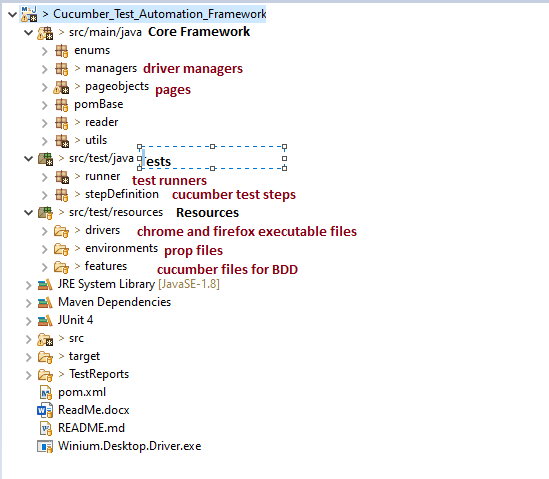 > Cucumber_Test_Automation_Framework
> src/main/java Core Framework
enums
> managers driver managers
> pageobjects pages
pomBase
> reader
> utils
> src/test/java ests
> runner test runners
> stepDefinition cucumber test steps
> src/test/resources Resources
> drivers chrome and firefox executable files
> environments prop files
> features cucumber files for BDD
JRE System Library [JavaSE-1.8]
Maven Dependencies
JUnit 4
> src
> target
> TestReports
pom.xml
ReadMe.docx
README.md
Winium.Desktop.Driver.exe